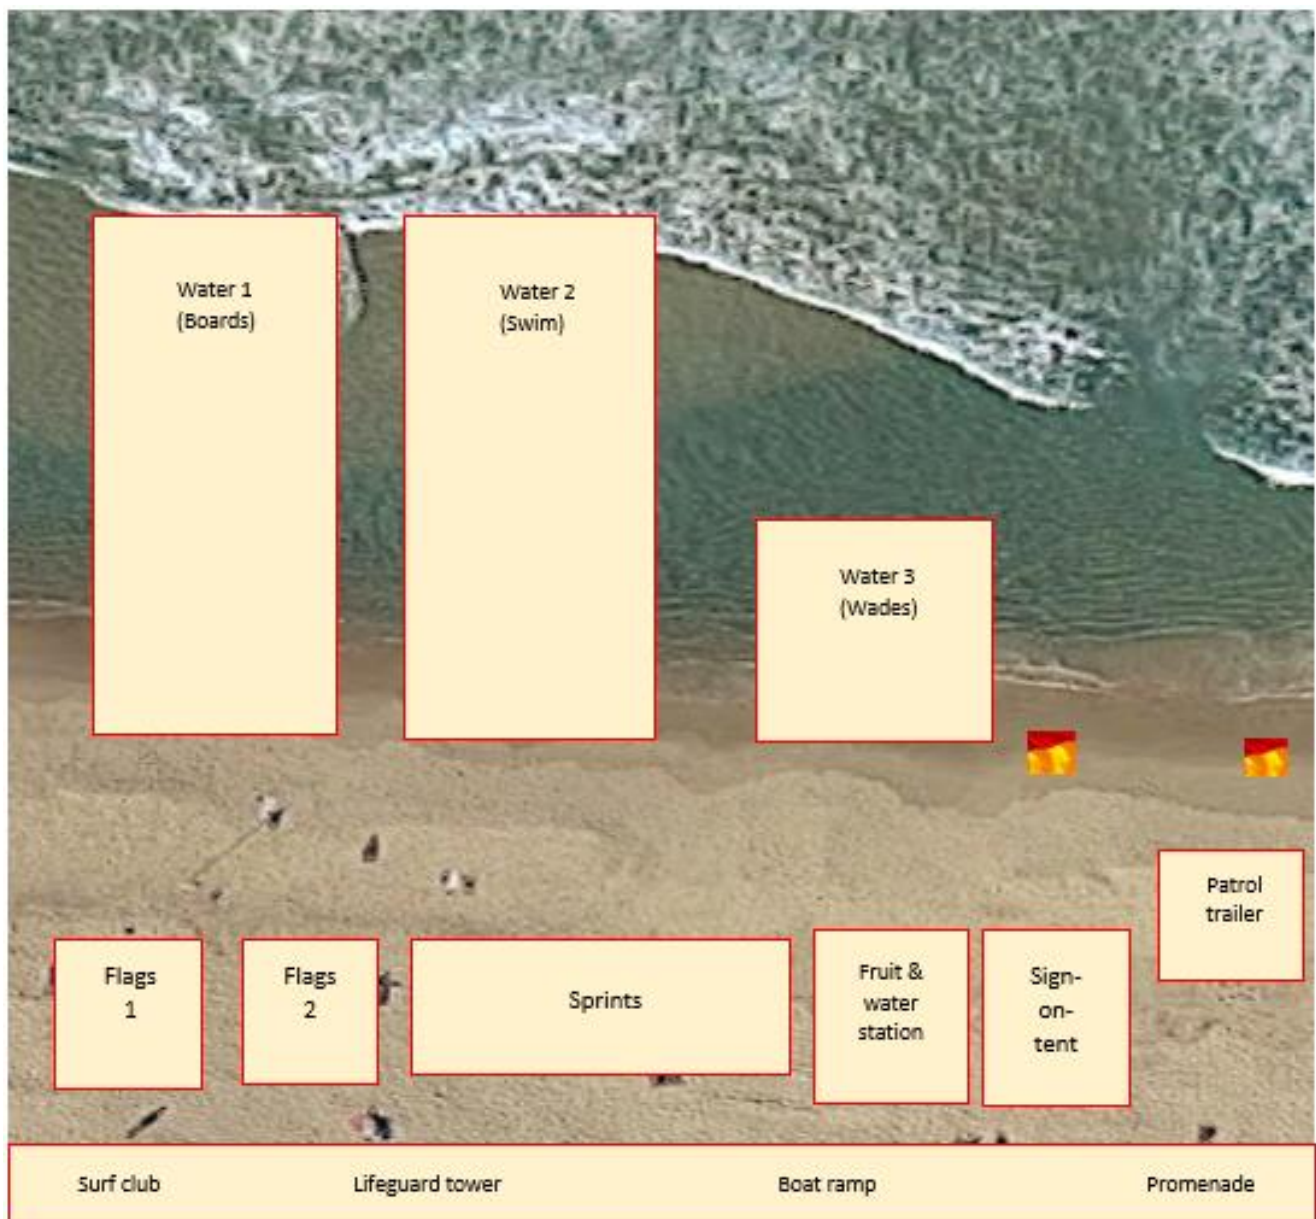 Water 1
(Boards)
Water 2
(Swim)
Water 3
(Wades)
Patrol
trailer
Flags
1
Flags
2
Sprints
Fruit &
water
station
Sign-
on-
tent
Surf club
Lifeguard tower
Boat ramp
Promenade